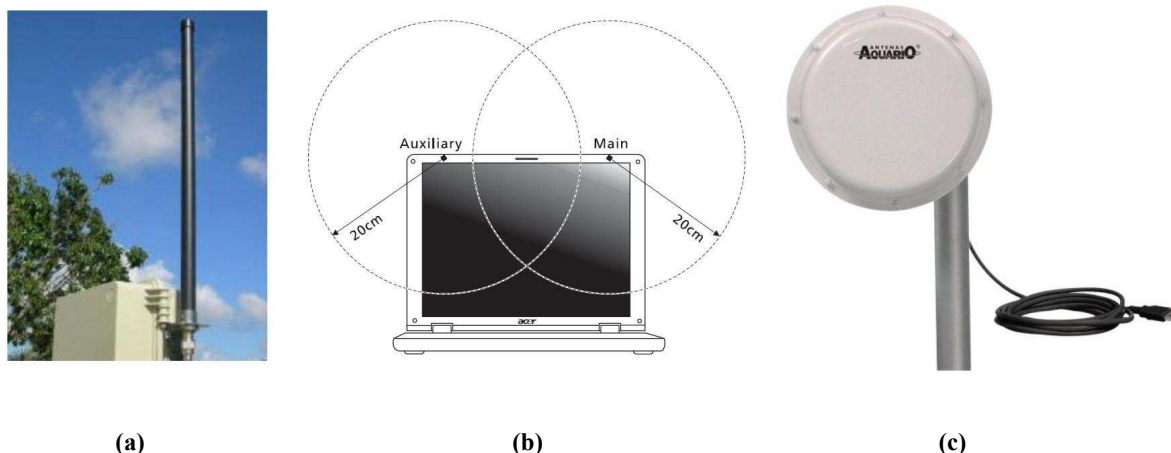 ANTENAS
AQUARIO®
Auxiliary
Main
20cm
20cm
acer
(a)
(b)
(c)